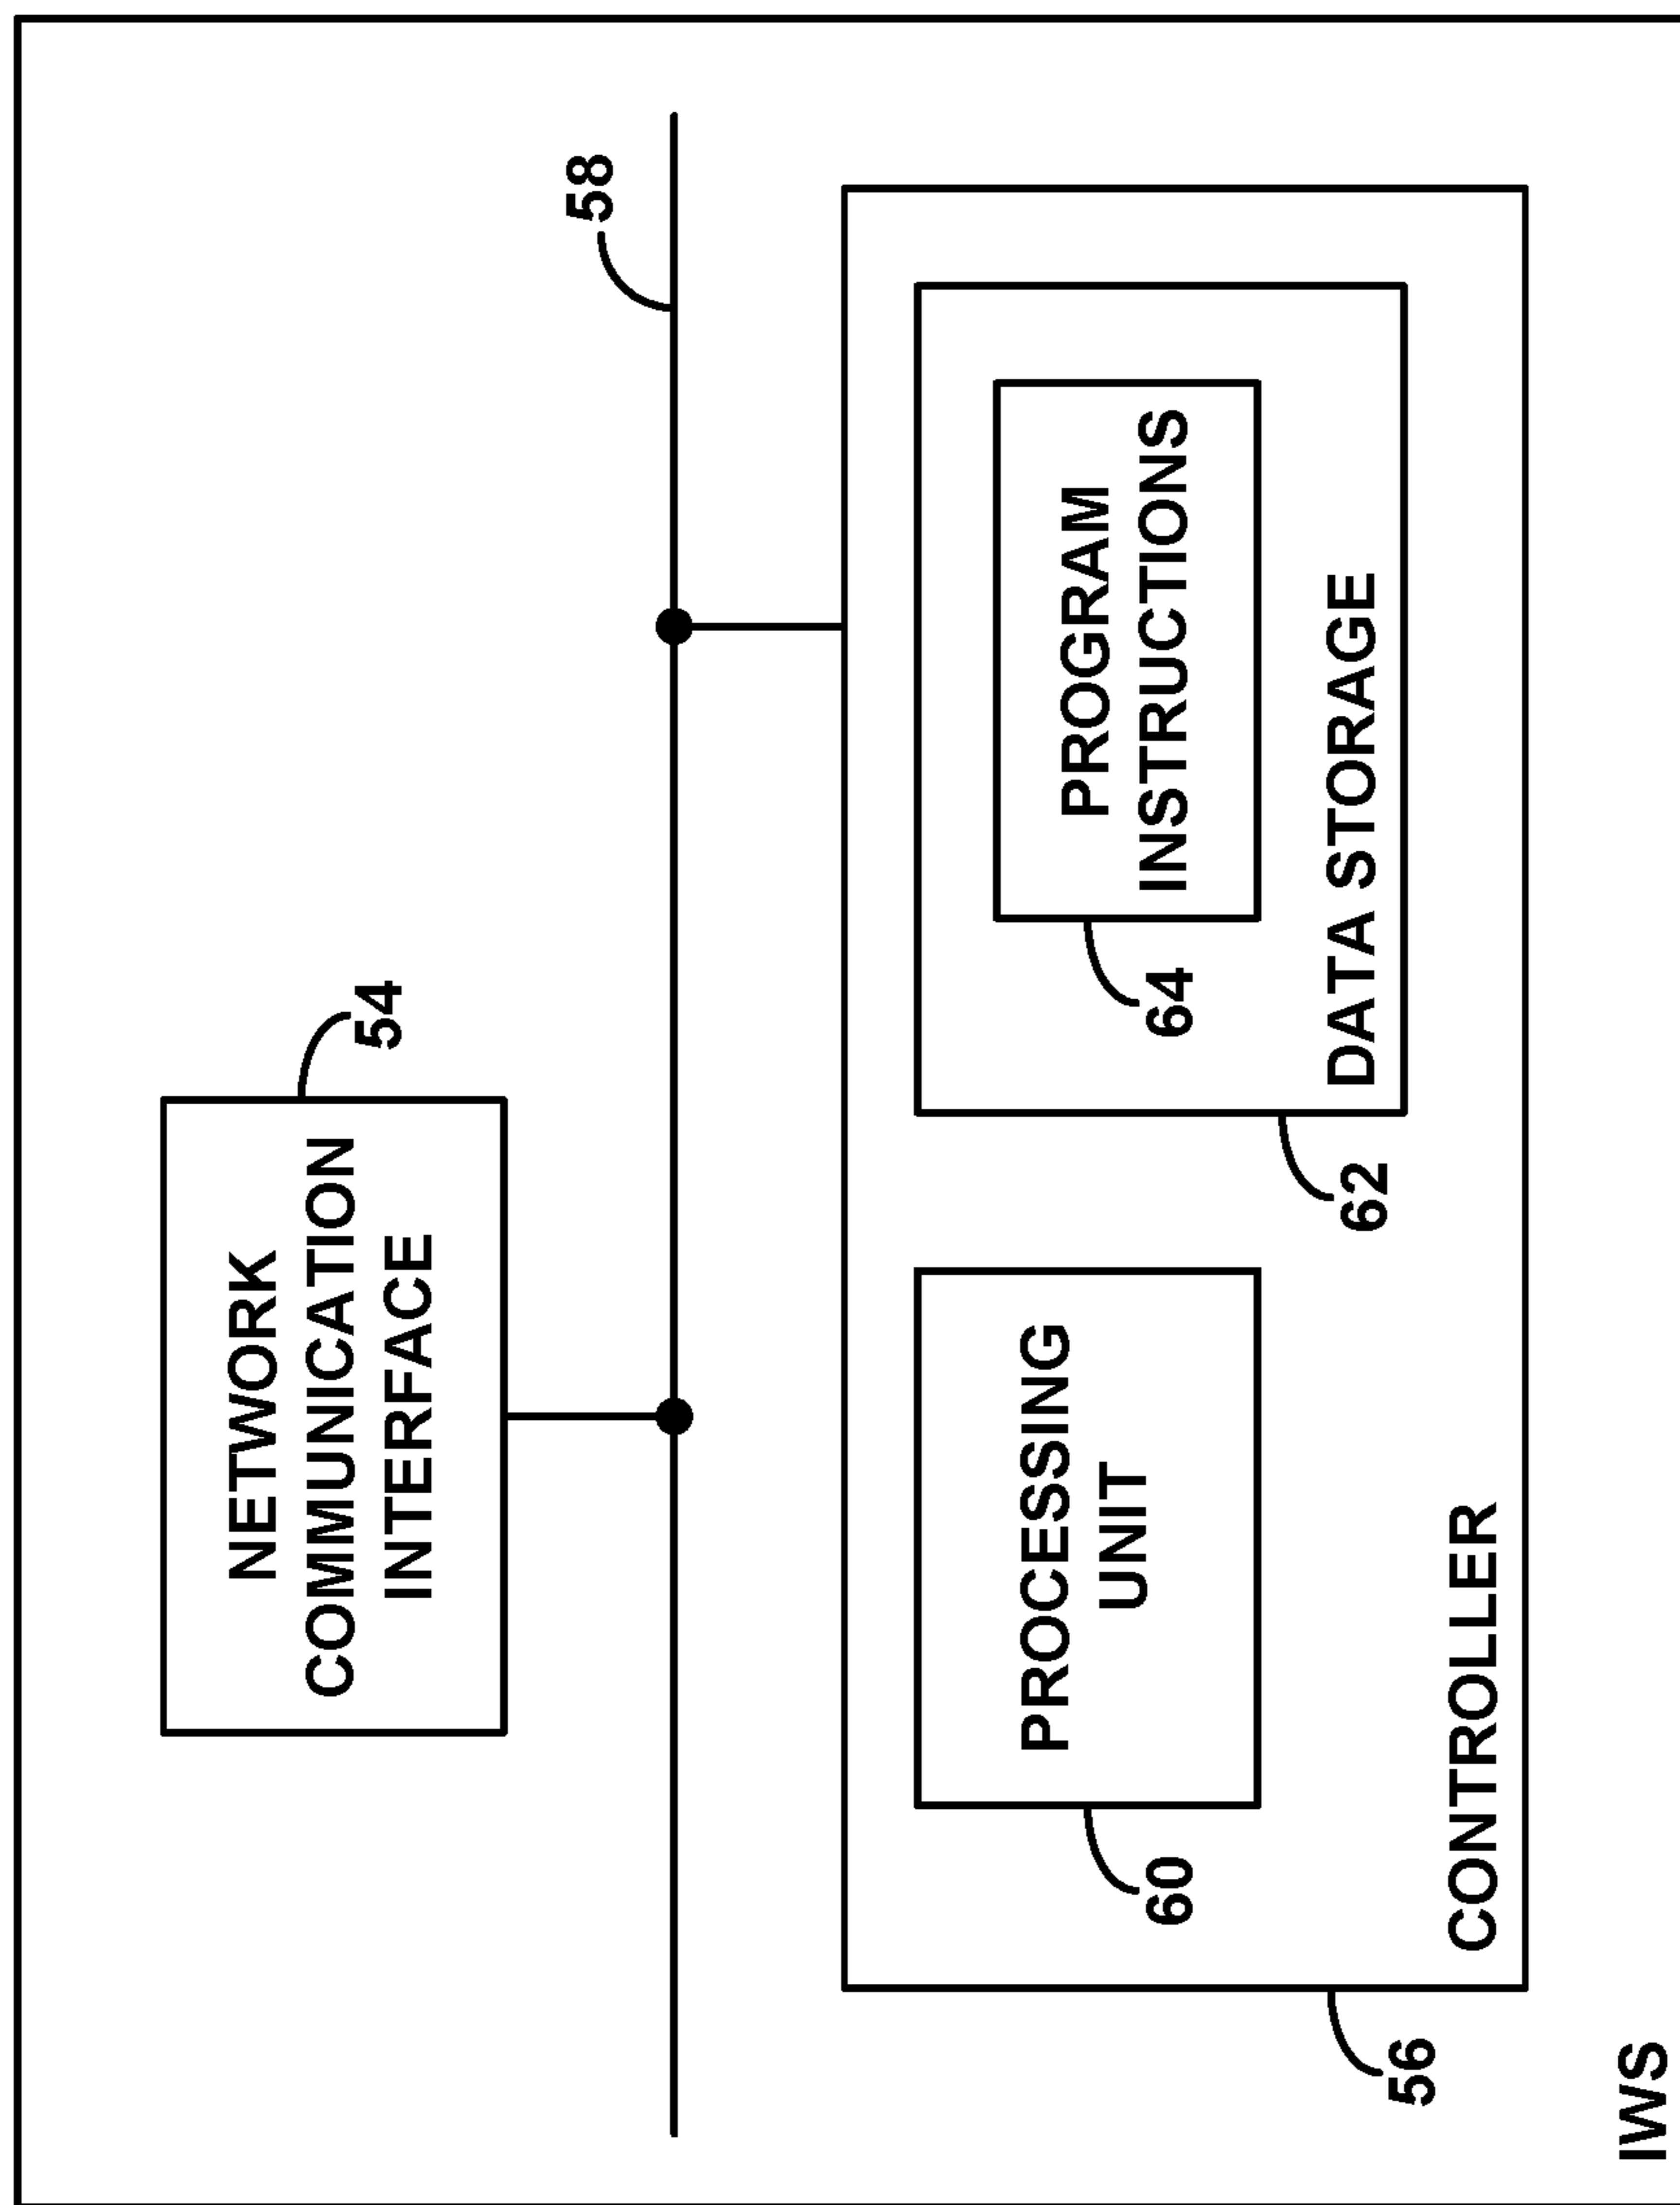 NETWORK
COMMUNICATION
INTERFACE
54
58
PROCESSING
UNIT
60
PROGRAM
INSTRUCTIONS
64
DATA STORAGE
62
CONTROLLER
56
IWS